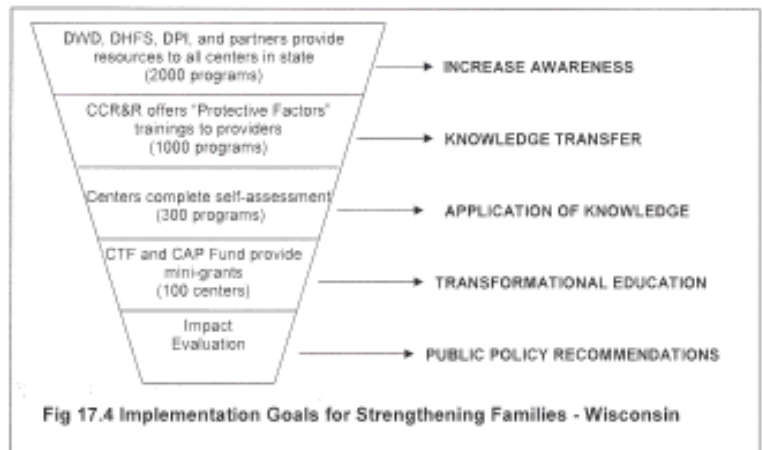 DWD, DHFS, DPI, and partners provide
resources to all centers in state
(2000 programs)
INCREASE AWARENESS
CCR&R offers "Protective Factors"
trainings to providers
(1000 programs)
KNOWLEDGE TRANSFER
Centers complete self-assessment
(300 programs)
APPLICATION OF KNOWLEDGE
CTF and CAP Fund provide
mini-grants
(100 centers)
TRANSFORMATIONAL EDUCATION
Impact
Evaluation
PUBLIC POLICY RECOMMENDATIONS
Fig 17.4 Implementation Goals for Strengthening Families - Wisconsin